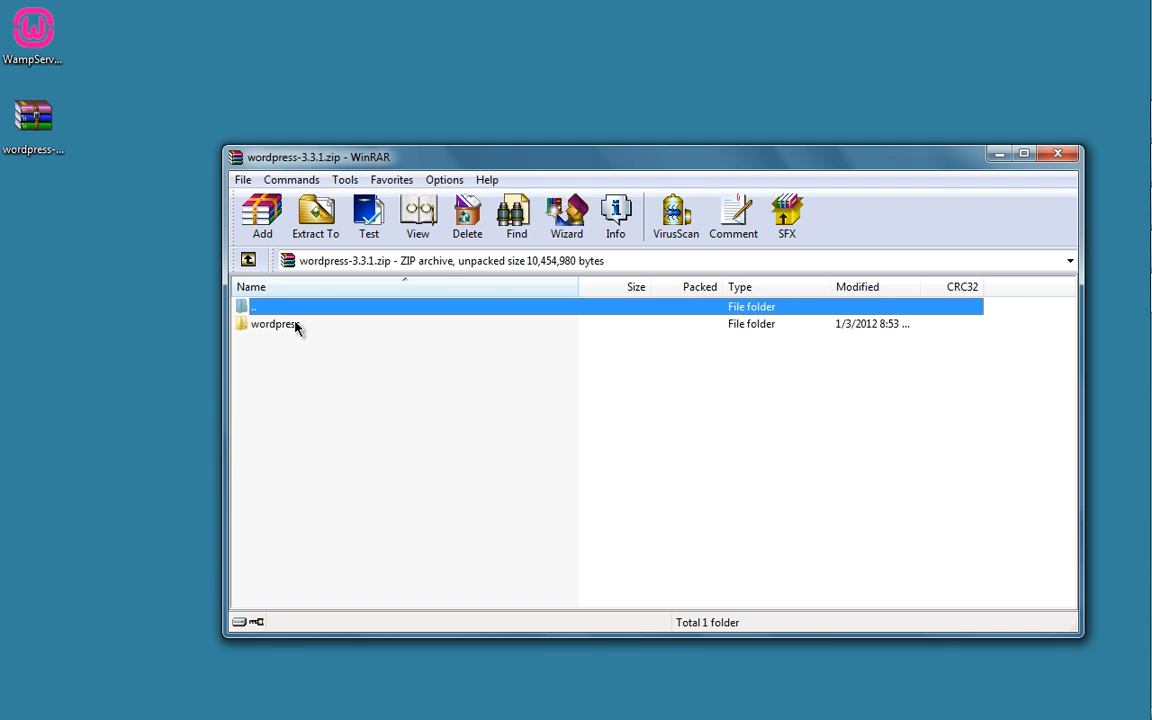 WampServ...
wordpress-...
wordpress-3.3.1.zip - WinRAR
File Commands Tools Favorites Options Help
Add Extract To Test View Delete Find Wizard Info VirusScan Comment SFX
wordpress-3.3.1.zip - ZIP archive, unpacked size 10,454,980 bytes
Name Size Packed Type Modified CRC32
.. File folder
wordpress File folder 1/3/2012 8:53 ...
Total 1 folder